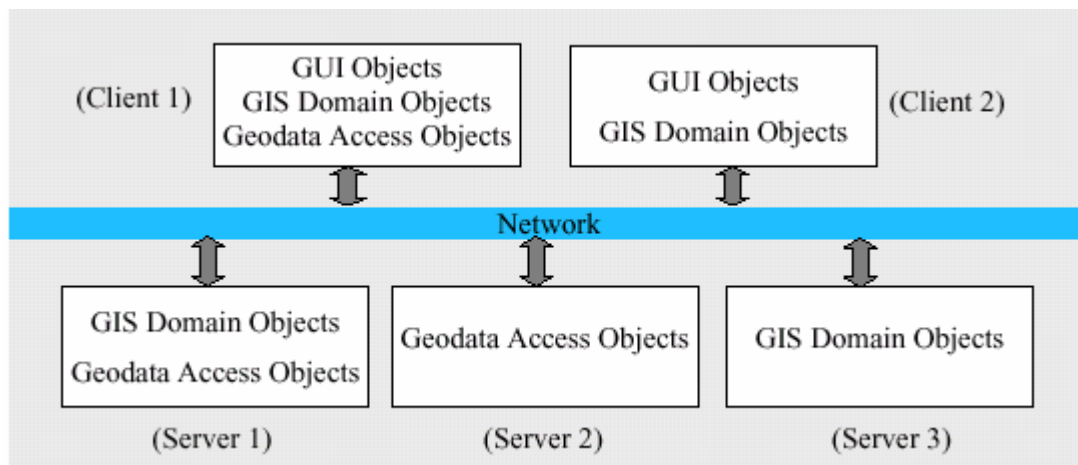 (Client 1)
GUI Objects
GIS Domain Objects
Geodata Access Objects
GUI Objects
GIS Domain Objects
(Client 2)
Network
GIS Domain Objects
Geodata Access Objects
(Server 1)
Geodata Access Objects
(Server 2)
GIS Domain Objects
(Server 3)